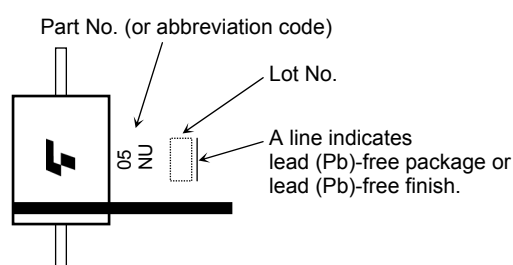 Part No. (or abbreviation code)
Lot No.
05
NU
A line indicates
lead (Pb)-free package or
lead (Pb)-free finish.